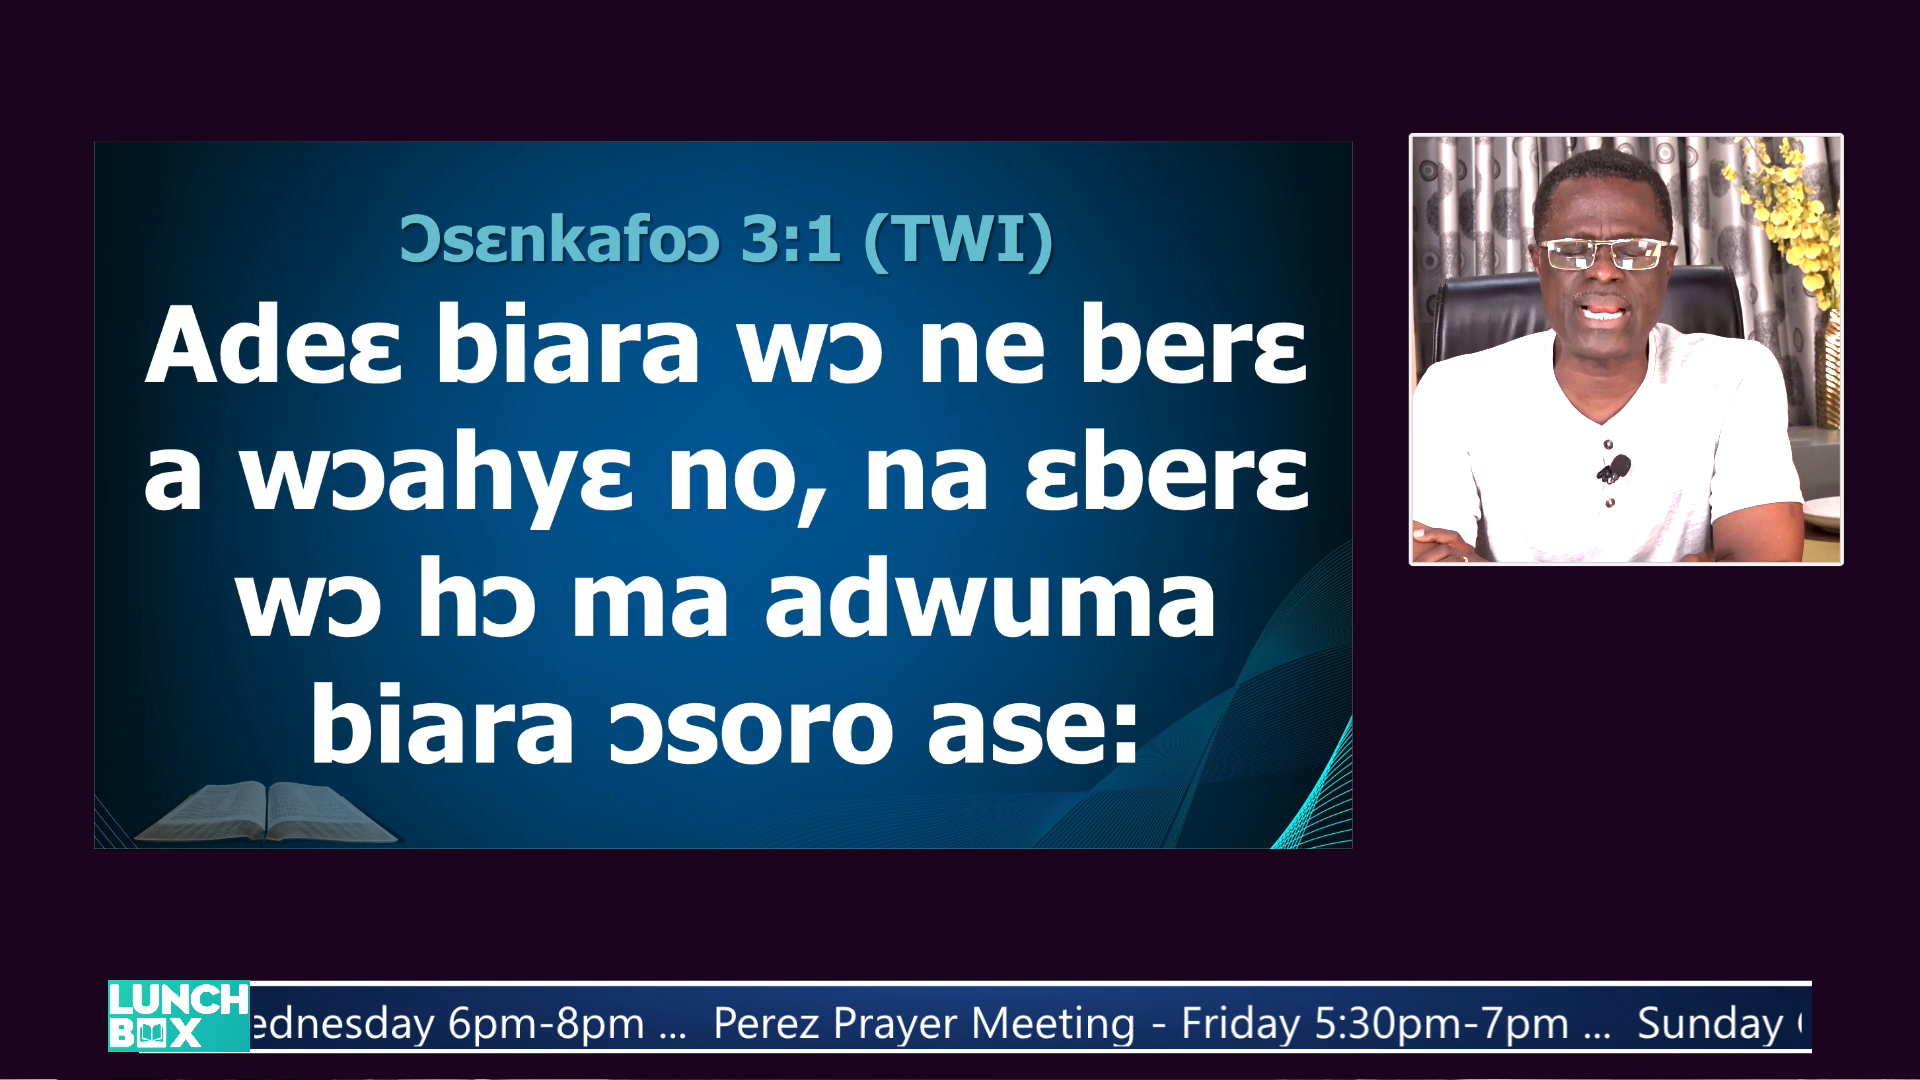 Ɔsɛnkafoɔ 3:1 (TWI)
Adeɛ biara wɔ ne berɛ
a wɔahyɛ no, na ɛberɛ
wɔ hɔ ma adwuma
biara ɔsoro ase:
LUNCH
BOX
6pm-8pm ... Perez Prayer Meeting - Friday 5:30pm-7pm ... Sunday